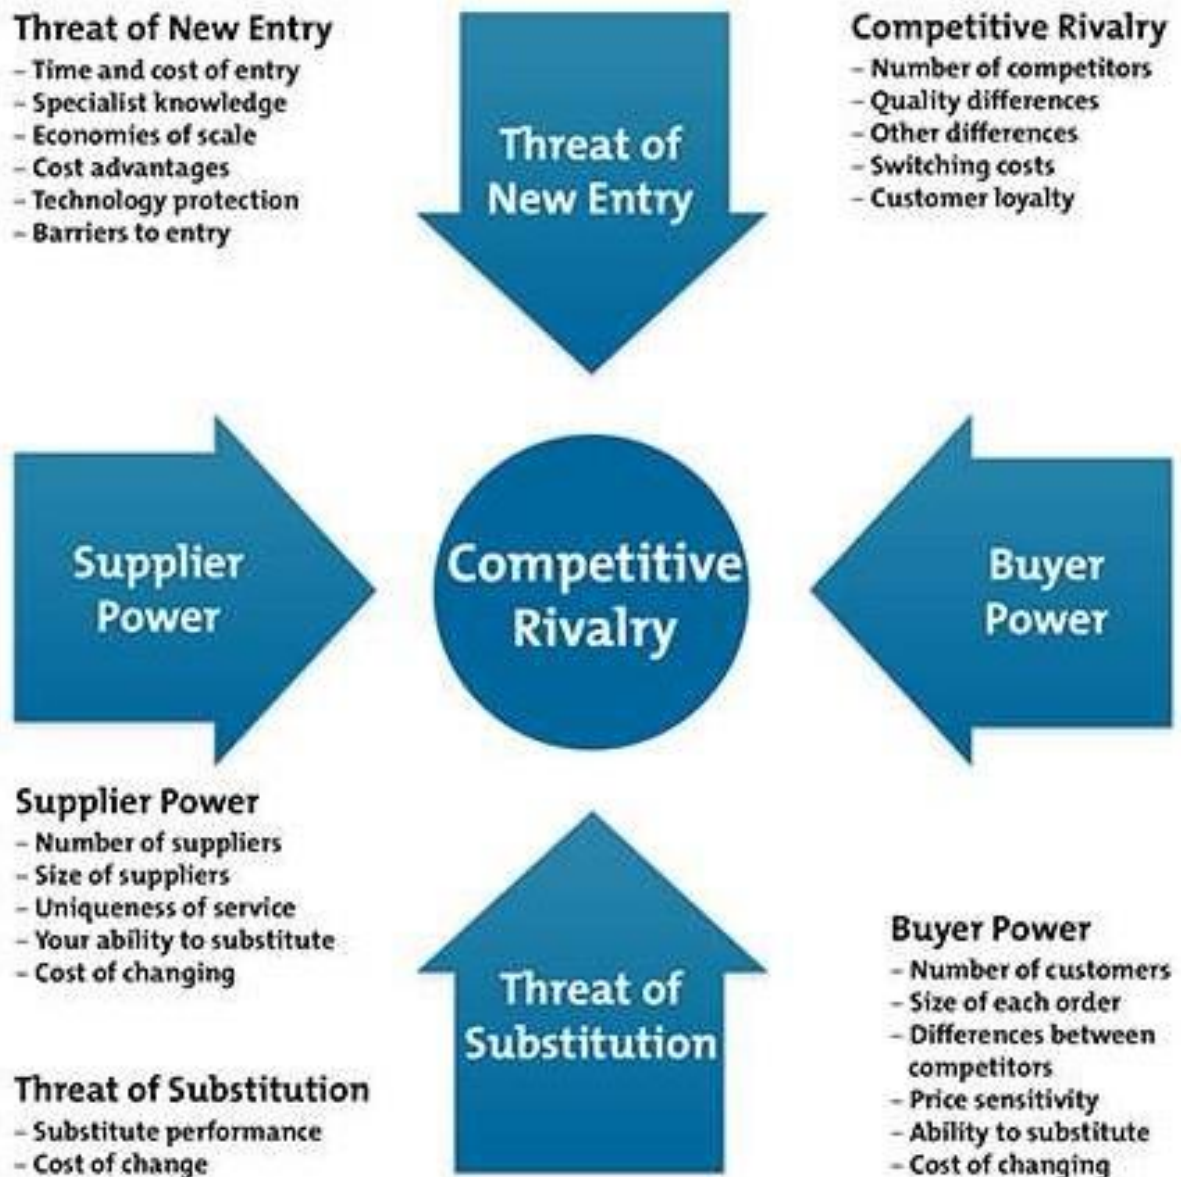 Threat of New Entry
- Time and cost of entry
- Specialist knowledge
- Economies of scale
- Cost advantages
- Technology protection
- Barriers to entry
Threat of
New Entry
Competitive Rivalry
- Number of competitors
- Quality differences
- Other differences
- Switching costs
- Customer loyalty
Supplier
Power
Competitive
Rivalry
Buyer
Power
Supplier Power
- Number of suppliers
- Size of suppliers
- Uniqueness of service
- Your ability to substitute
- Cost of changing
Threat of
Substitution
Threat of Substitution
- Substitute performance
- Cost of change
Buyer Power
- Number of customers
- Size of each order
- Differences between
competitors
- Price sensitivity
- Ability to substitute
- Cost of changing